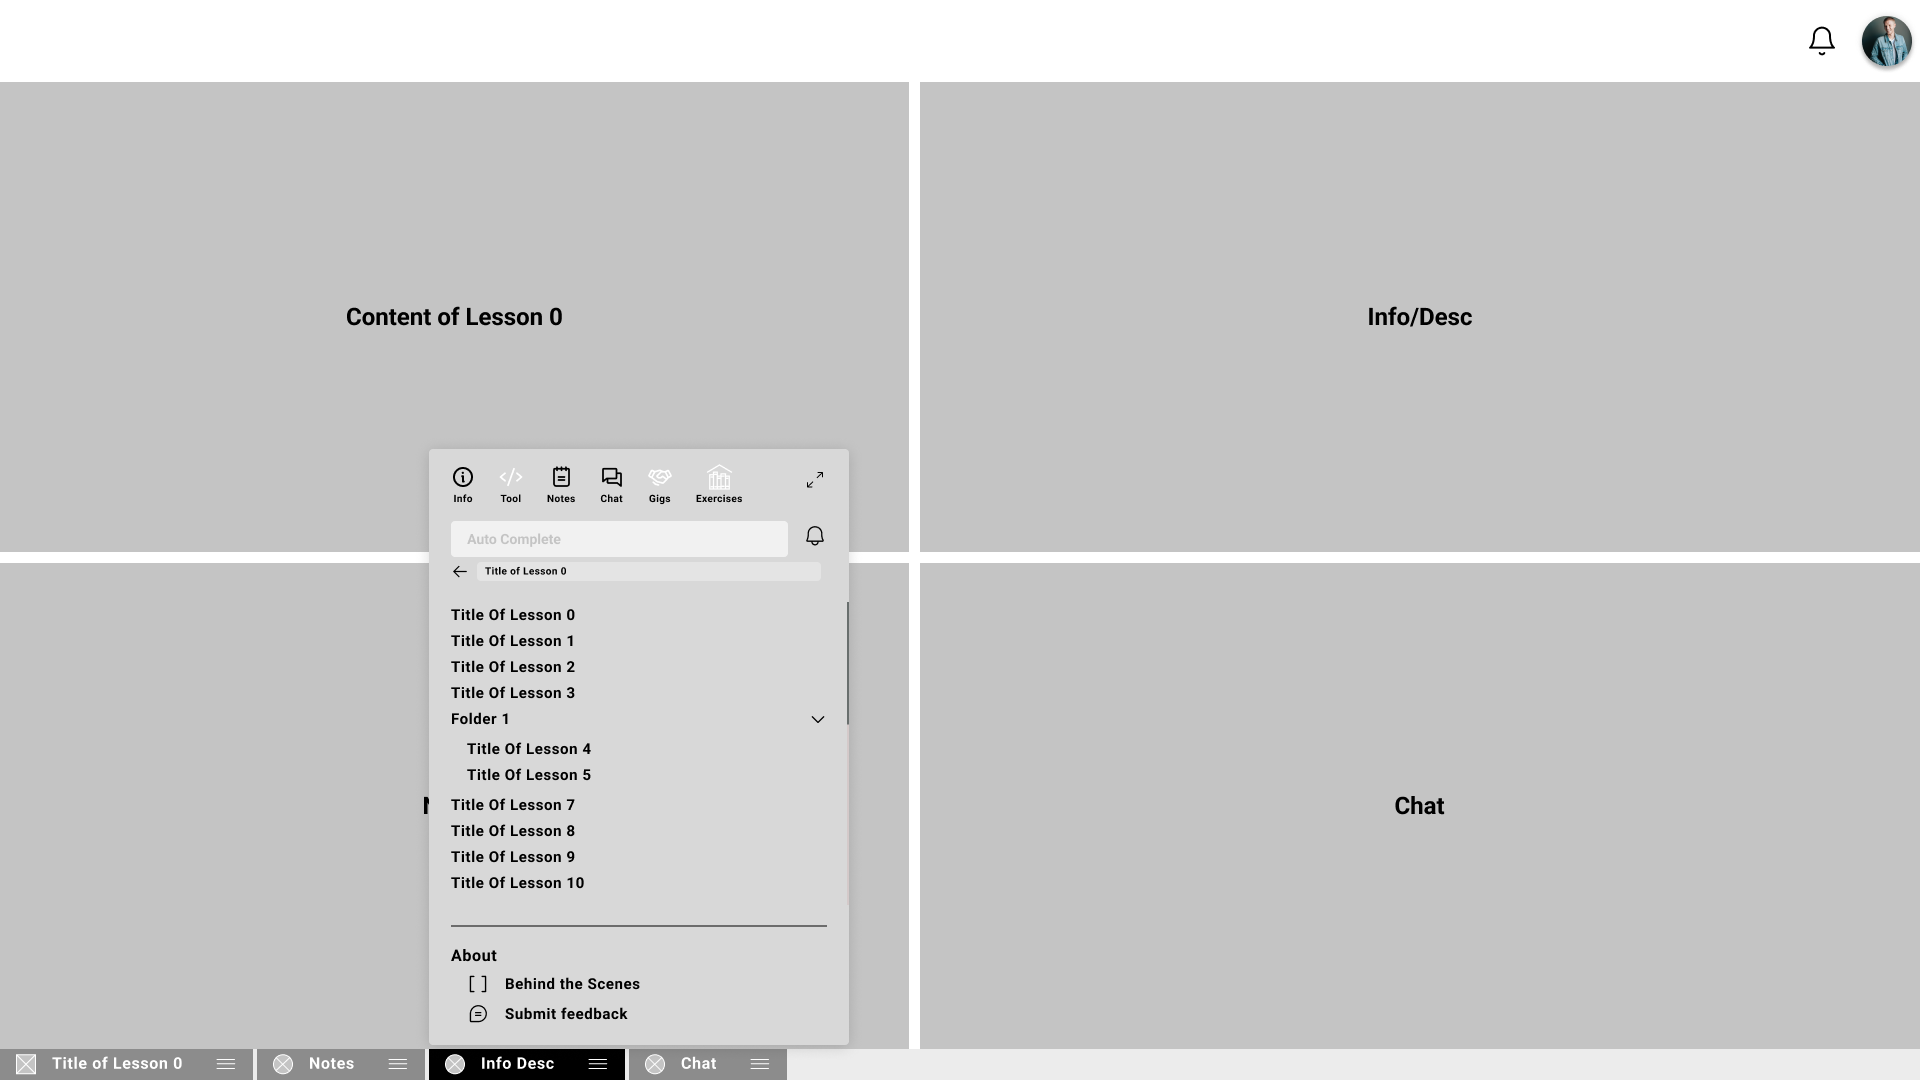 Content of Lesson 0
Info/Desc
Info
Tool
Notes
Chat
Gigs
Exercises
Auto Complete
Title of Lesson 0
Title Of Lesson 0
Title Of Lesson 1
Title Of Lesson 2
Title Of Lesson 3
Folder 1
Title Of Lesson 4
Title Of Lesson 5
Title Of Lesson 7
Title Of Lesson 8
Title Of Lesson 9
Title Of Lesson 10
Chat
About
Behind the Scenes
Submit feedback
Title of Lesson 0
Notes
Info Desc
Chat